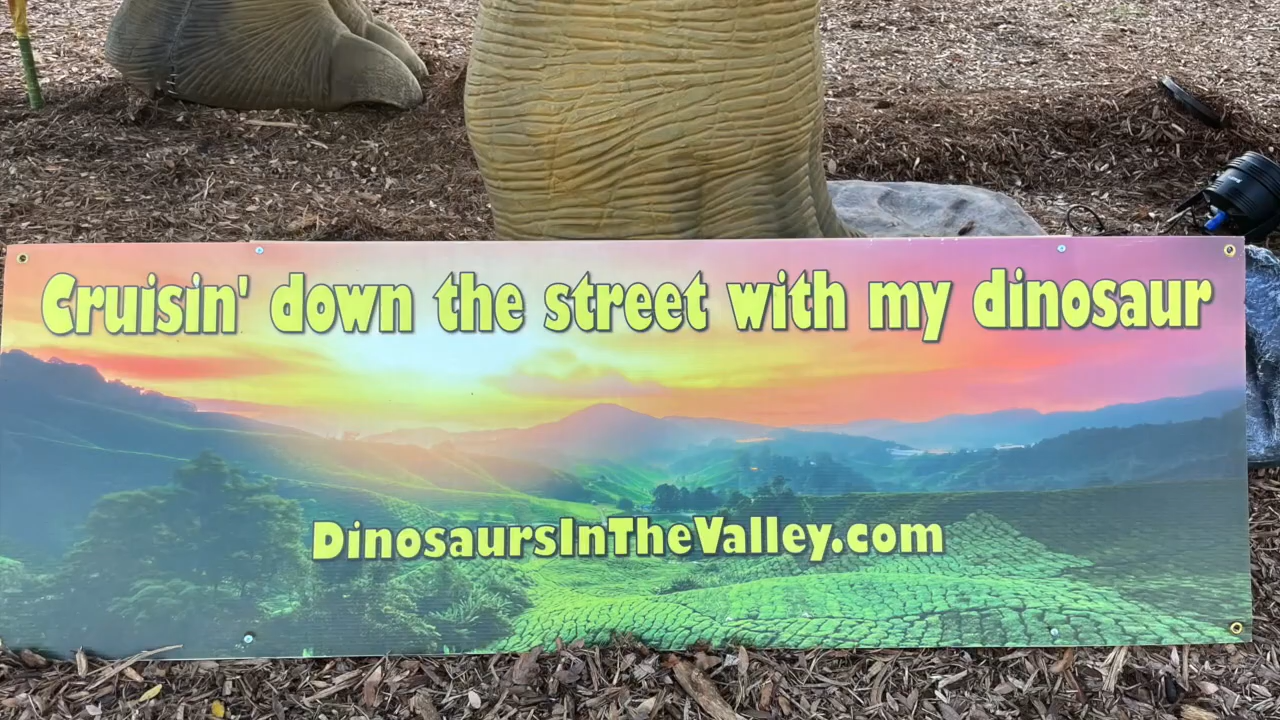 Cruisin' down the street with my dinosaur
DinosaursInTheValley.com